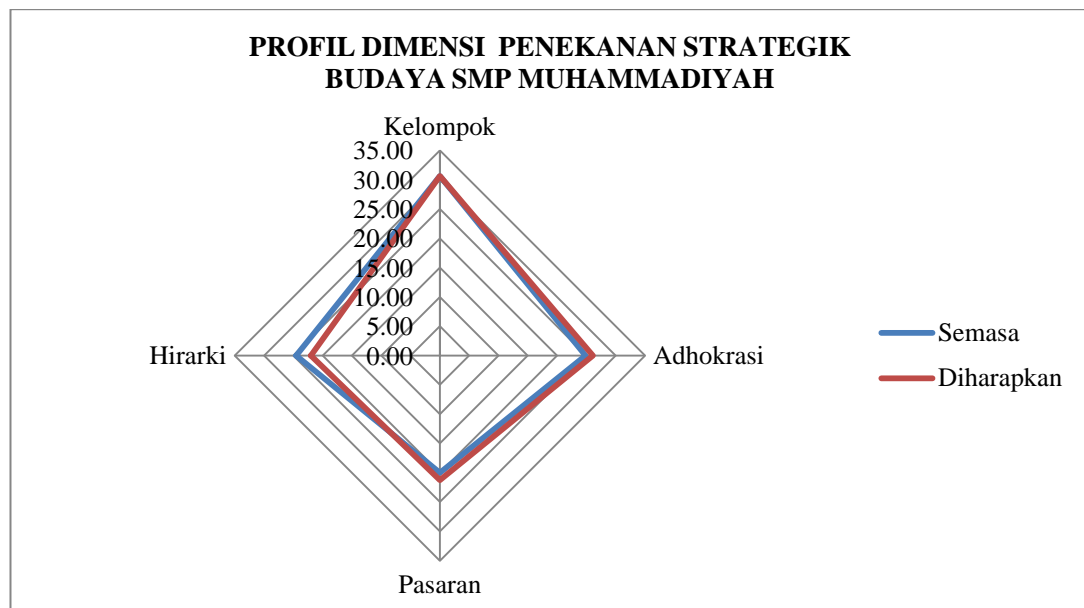 PROFIL DIMENSI PENEKANAN STRATEGIK
BUDAYA SMP MUHAMMADIYAH
Kelompok
35.00
30.00
25.00
20.00
15.00
10.00
5.00
0.00
Hirarki
Adhokrasi
Pasaran
Semasa
Diharapkan